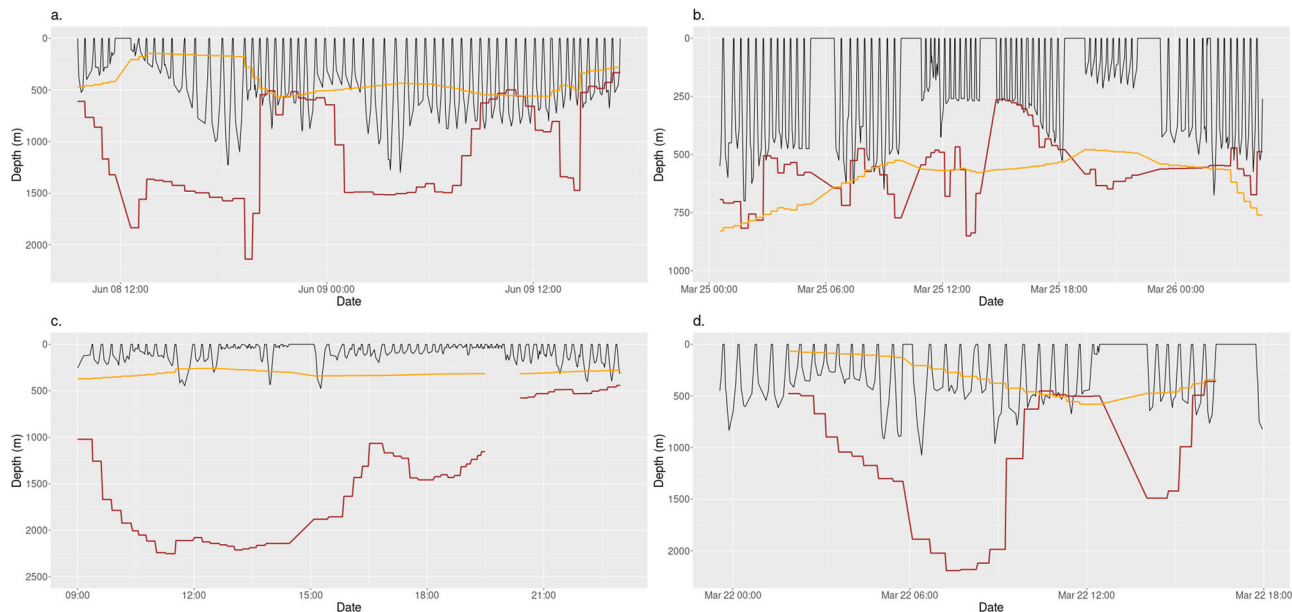 a.
0
500
1000
1500
2000
Depth (m)
Jun 08 12:00
Jun 09 00:00
Jun 09 12:00
Date
b.
0
250
500
750
1000
Depth (m)
Mar 25 00:00
Mar 25 06:00
Mar 25 12:00
Mar 25 18:00
Mar 26 00:00
Date
c.
0
500
1000
1500
2000
2500
Depth (m)
09:00
12:00
15:00
18:00
21:00
Date
d.
0
500
1000
1500
2000
Depth (m)
Mar 22 00:00
Mar 22 06:00
Mar 22 12:00
Mar 22 18:00
Date